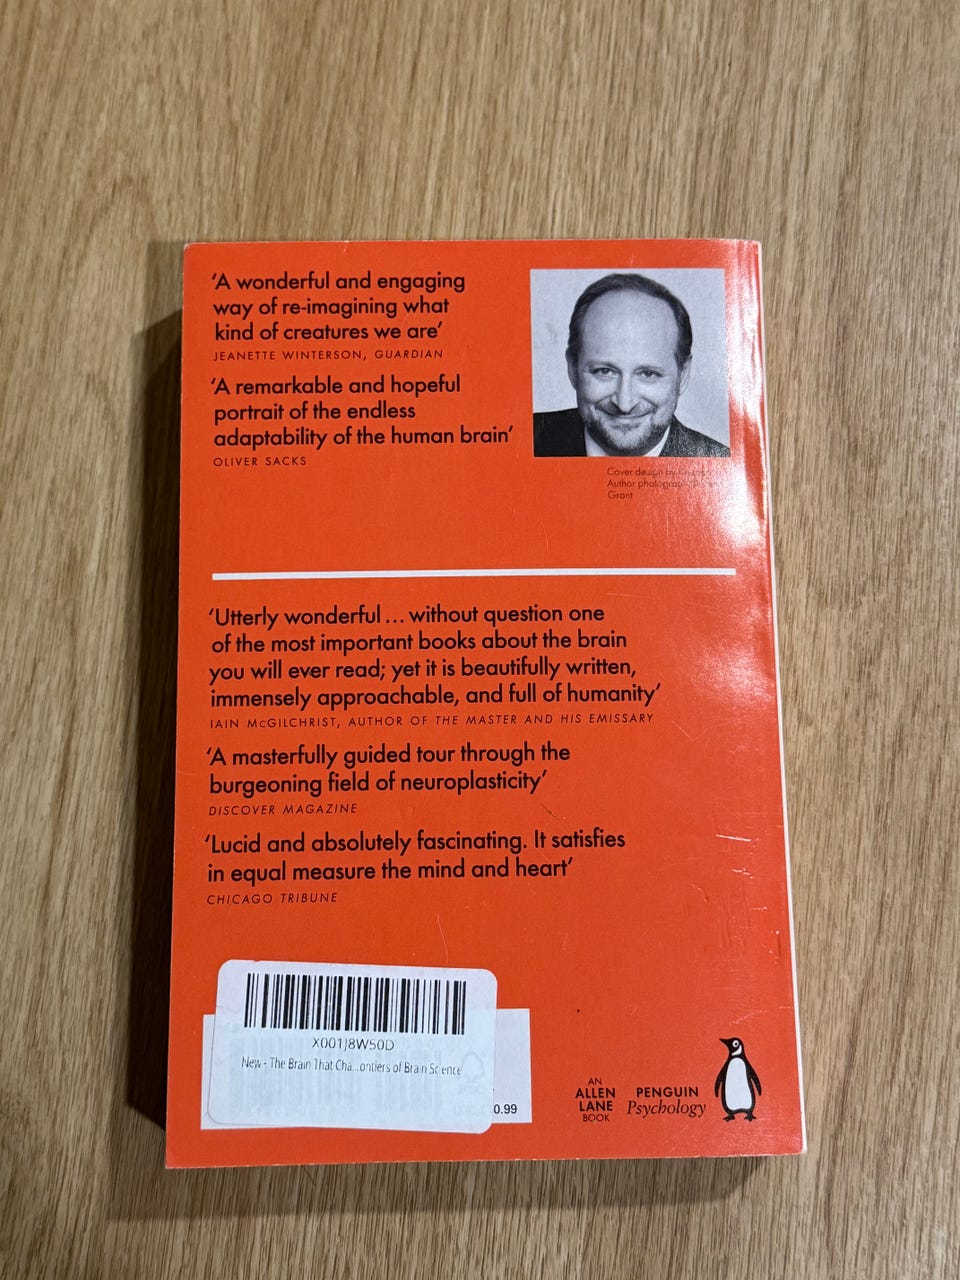 ‘A wonderful and engaging
way of re-imagining what
kind of creatures we are’
JEANETTE WINTERSON, GUARDIAN
‘A remarkable and hopeful
portrait of the endless
adaptability of the human brain’
OLIVER SACKS
Cover design by
Author photograph
Grant
‘Utterly wonderful ... without question one
of the most important books about the brain
you will ever read; yet it is beautifully written,
immensely approachable, and full of humanity’
IAIN McGILCHRIST, AUTHOR OF THE MASTER AND HIS EMISSARY
‘A masterfully guided tour through the
burgeoning field of neuroplasticity’
DISCOVER MAGAZINE
‘Lucid and absolutely fascinating. It satisfies
in equal measure the mind and heart’
CHICAGO TRIBUNE
X001J8W50D
New - The Brain That Cha...ontiers of Brain Science
0.99
AN
ALLEN
LANE
BOOK
PENGUIN
Psychology